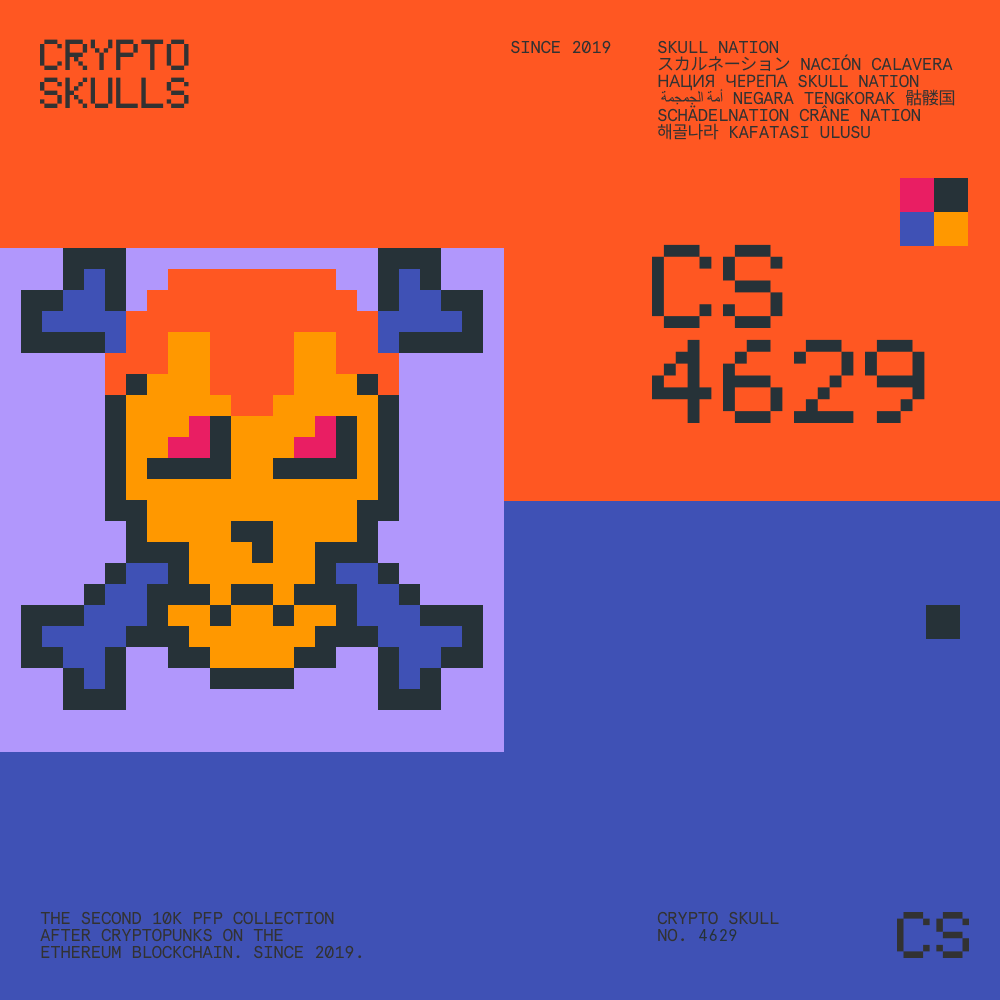 CRYPTO
SKULLS
SINCE 2019
SKULL NATION
スカルネーション NACIÓN CALAVERA
НАЦИЯ ЧЕРЕПА SKULL NATION
أمة الجمجمة NEGARA TENGKORAK 骷髅国
SCHÄDELNATION CRÂNE NATION
해골나라 KAFATASI ULUSU
CS
4629
THE SECOND 10K PFP COLLECTION
AFTER CRYPTOPUNKS ON THE
ETHEREUM BLOCKCHAIN. SINCE 2019.
CRYPTO SKULL
NO. 4629
CS